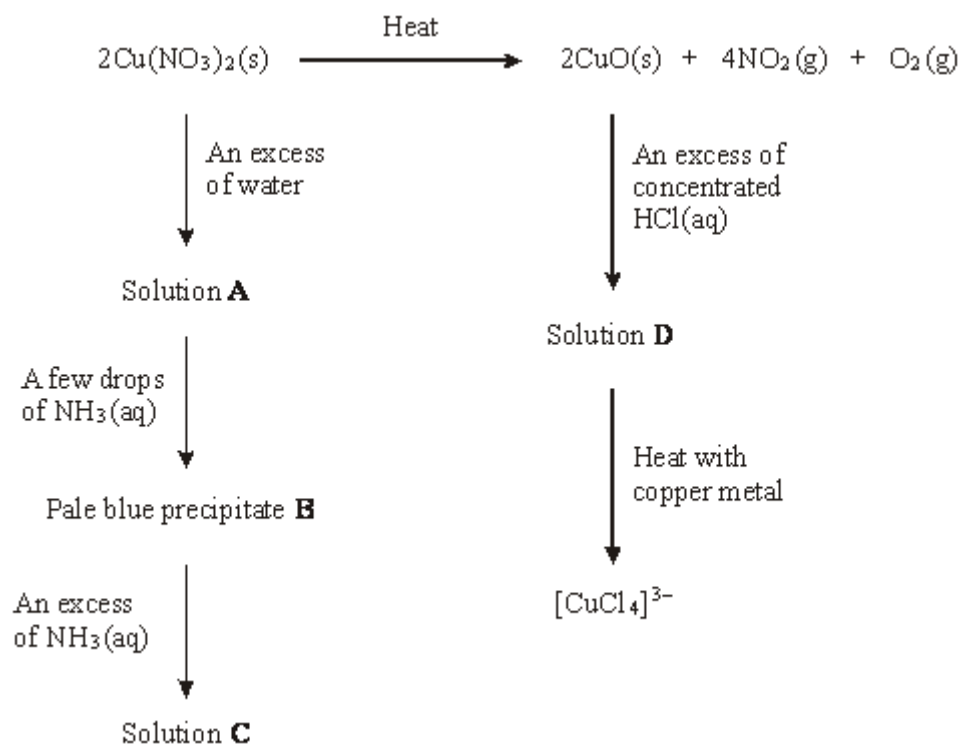 Heat
2Cu(NO₃)₂(s) 2CuO(s) + 4NO₂(g) + O₂(g)
An excess
of water
An excess of
concentrated
HCl(aq)
Solution A
Solution D
A few drops
of NH₃(aq)
Heat with
copper metal
Pale blue precipitate B
[CuCl₄]³⁻
An excess
of NH₃(aq)
Solution C